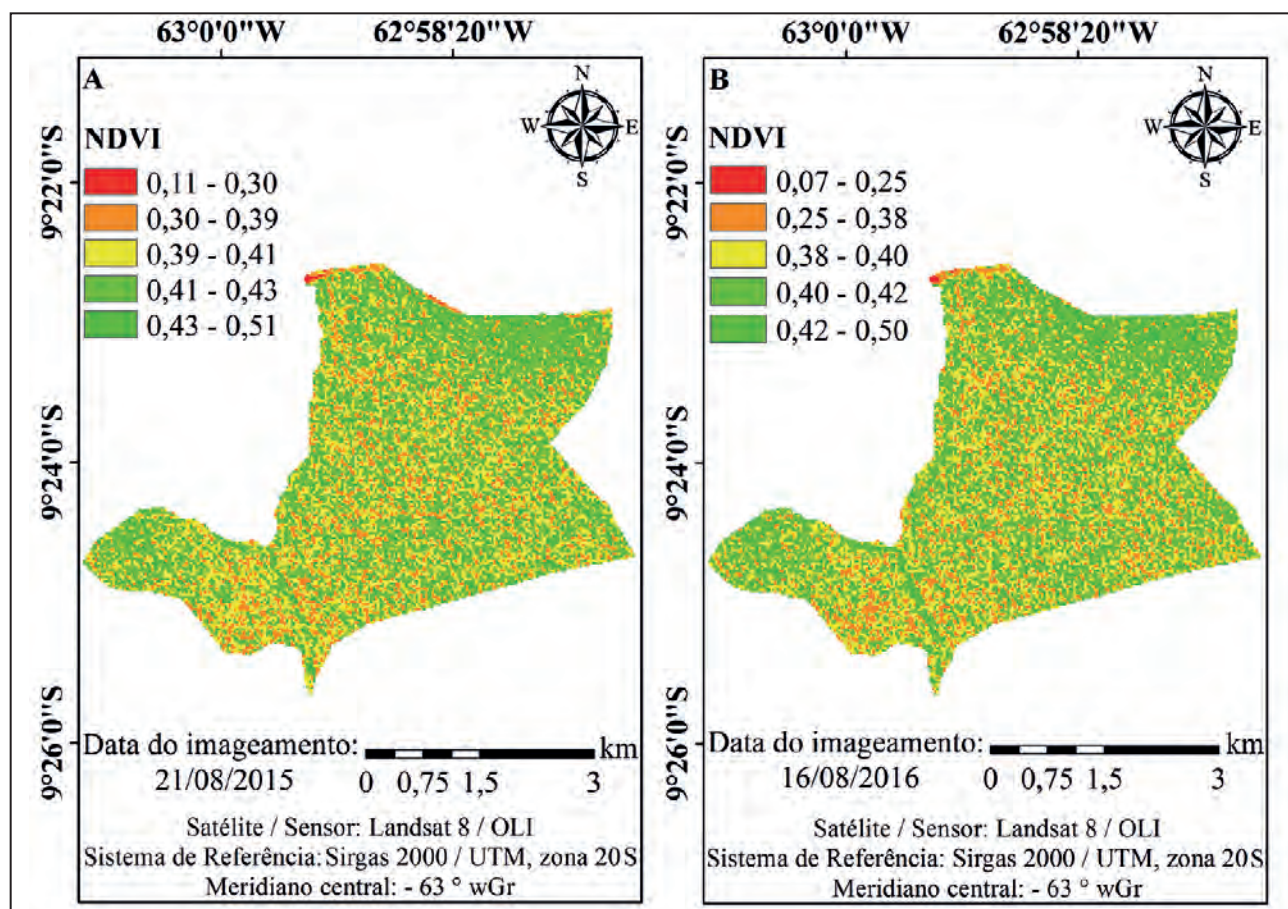 63°0'0"W 62°58'20"W
A
N
W E
S
NDVI
0,11 - 0,30
0,30 - 0,39
0,39 - 0,41
0,41 - 0,43
0,43 - 0,51
9°22'0"S
9°24'0"S
9°26'0"S
Data do imageamento:
21/08/2015
km
0 0,75 1,5 3
Satélite / Sensor: Landsat 8 / OLI
Sistema de Referência: Sirgas 2000 / UTM, zona 20S
Meridiano central: - 63 ° wGr
63°0'0"W 62°58'20"W
B
N
W E
S
NDVI
0,07 - 0,25
0,25 - 0,38
0,38 - 0,40
0,40 - 0,42
0,42 - 0,50
9°22'0"S
9°24'0"S
9°26'0"S
Data do imageamento:
16/08/2016
km
0 0,75 1,5 3
Satélite / Sensor: Landsat 8 / OLI
Sistema de Referência: Sirgas 2000 / UTM, zona 20S
Meridiano central: - 63 ° wGr